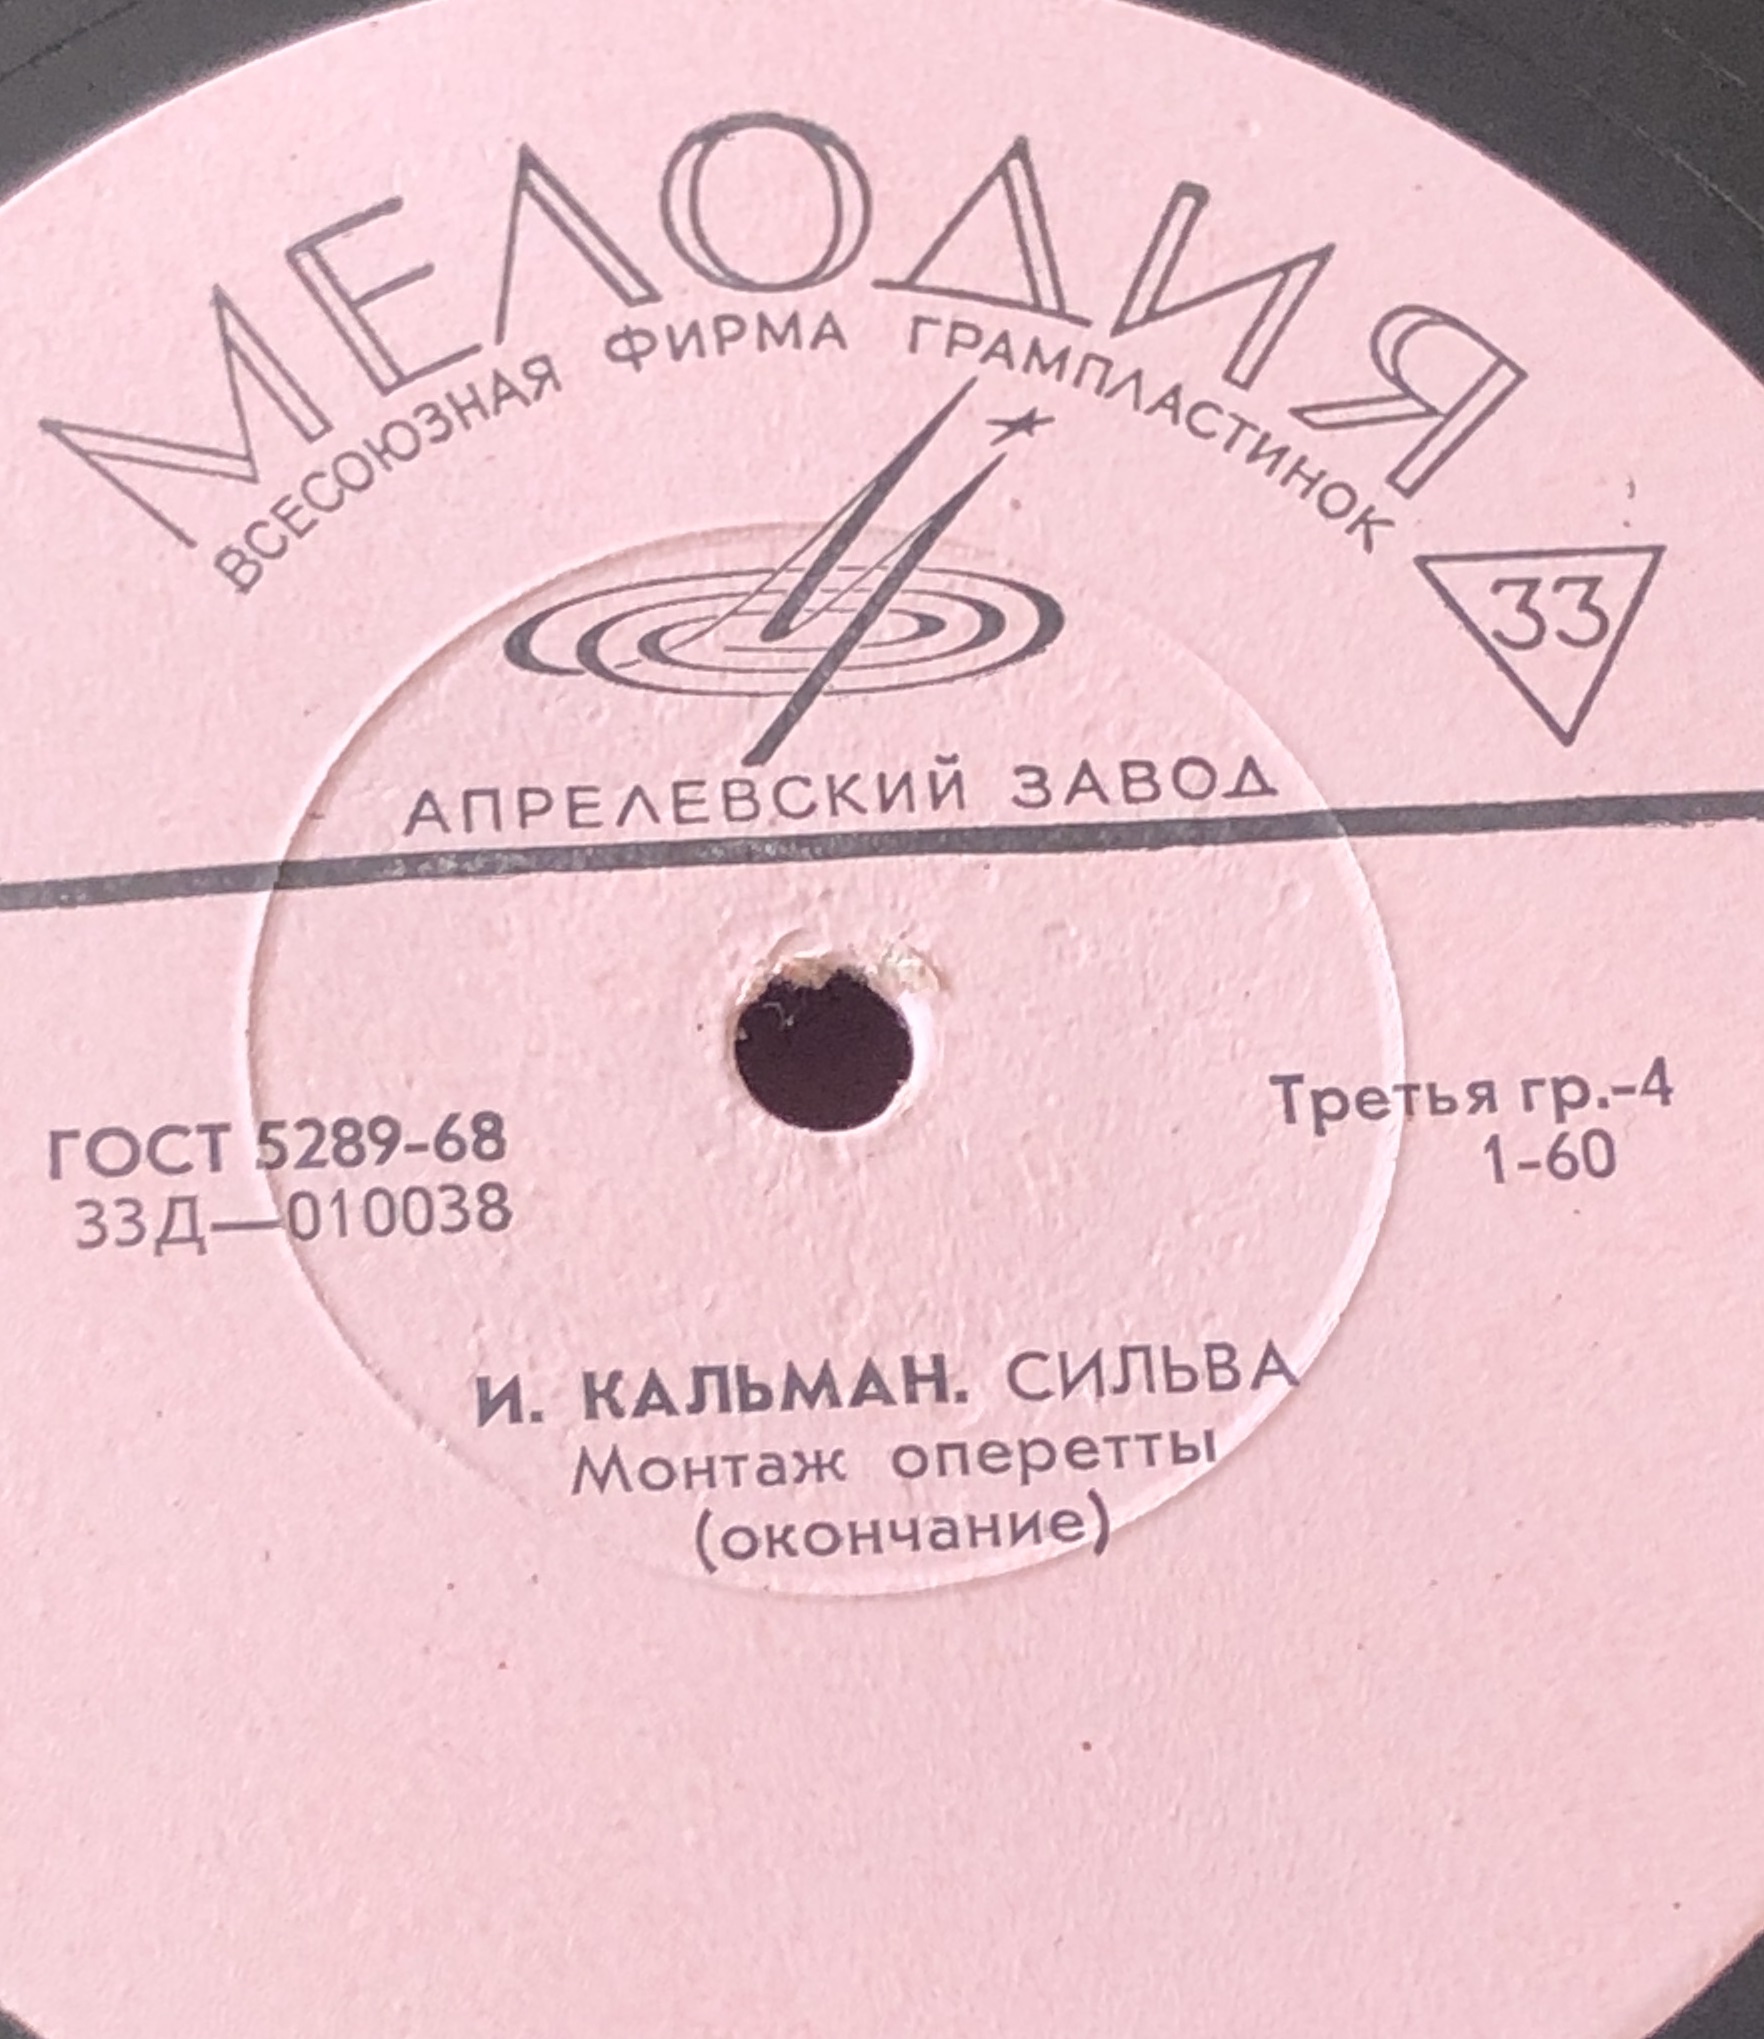 МЕЛОДИЯ
ВСЕСОЮЗНАЯ ФИРМА ГРАМПЛАСТИНОК
33
АПРЕЛЕВСКИЙ ЗАВОД
ГОСТ 5289-68
33Д—010038
Третья гр.-4
1-60
И. КАЛЬМАН. СИЛЬВА
Монтаж оперетты
(окончание)